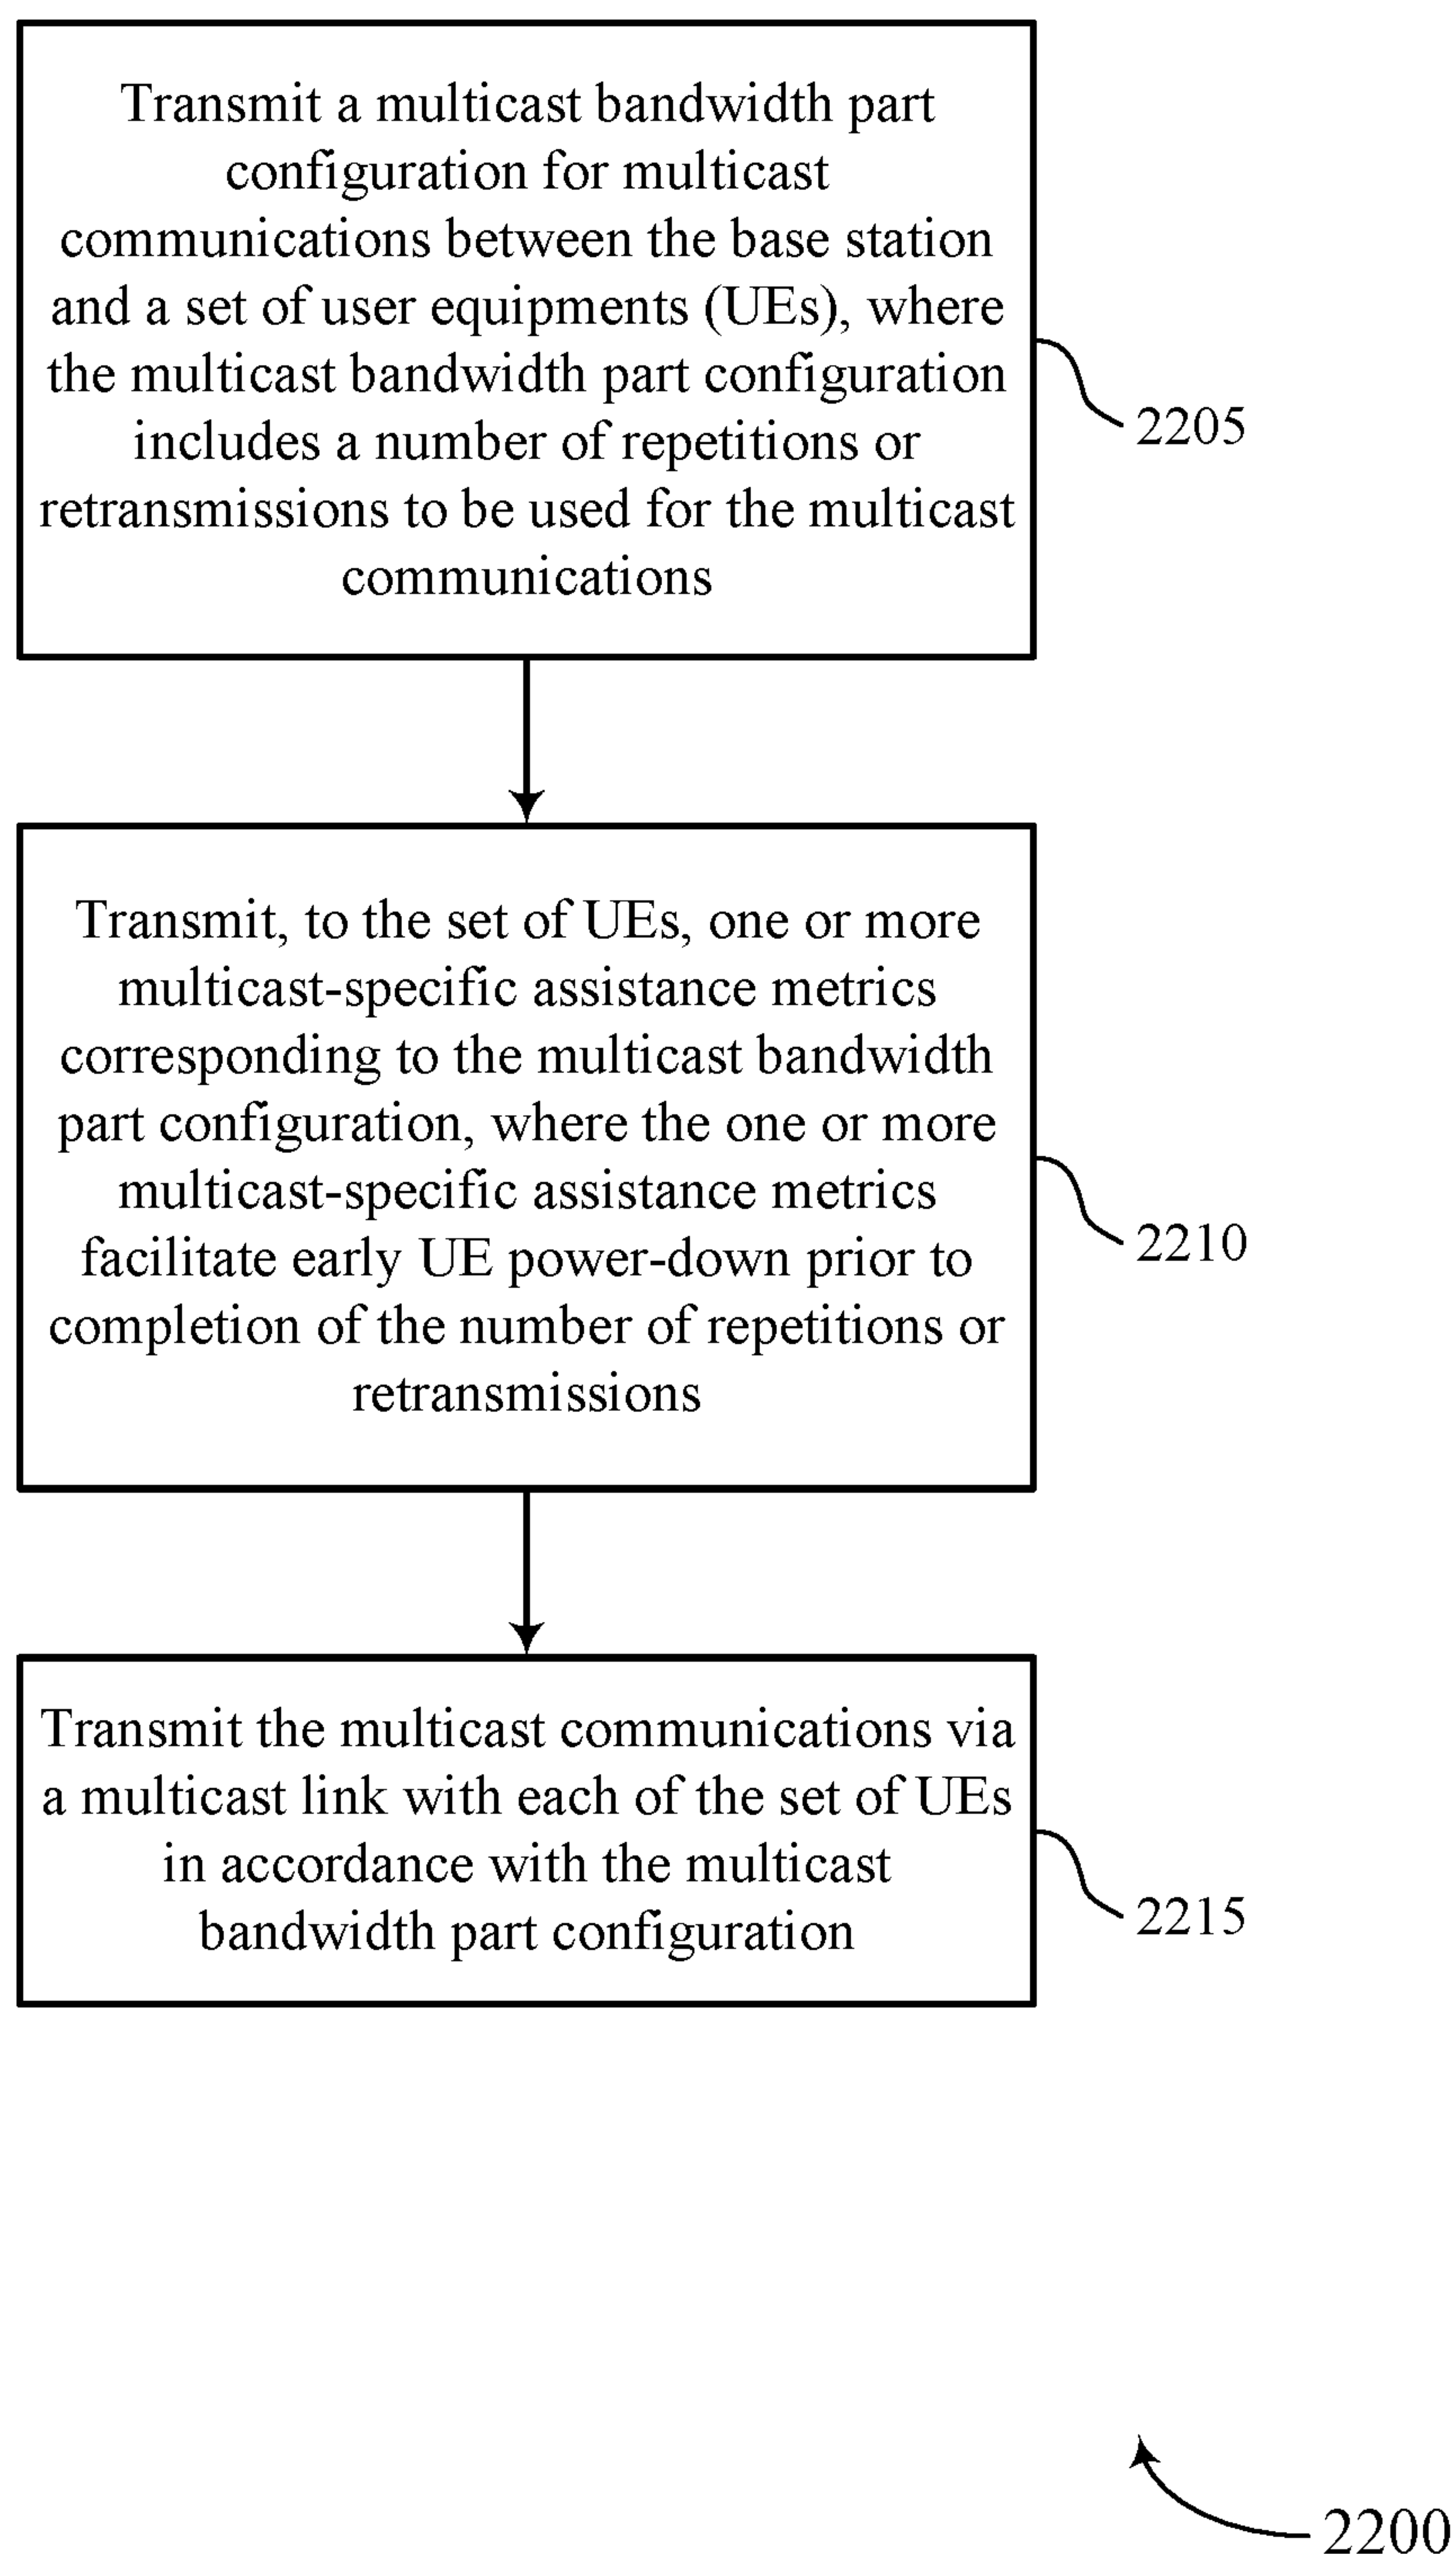 Transmit a multicast bandwidth part
configuration for multicast
communications between the base station
and a set of user equipments (UEs), where
the multicast bandwidth part configuration
includes a number of repetitions or
retransmissions to be used for the multicast
communications
2205
Transmit, to the set of UEs, one or more
multicast-specific assistance metrics
corresponding to the multicast bandwidth
part configuration, where the one or more
multicast-specific assistance metrics
facilitate early UE power-down prior to
completion of the number of repetitions or
retransmissions
2210
Transmit the multicast communications via
a multicast link with each of the set of UEs
in accordance with the multicast
bandwidth part configuration
2215
2200